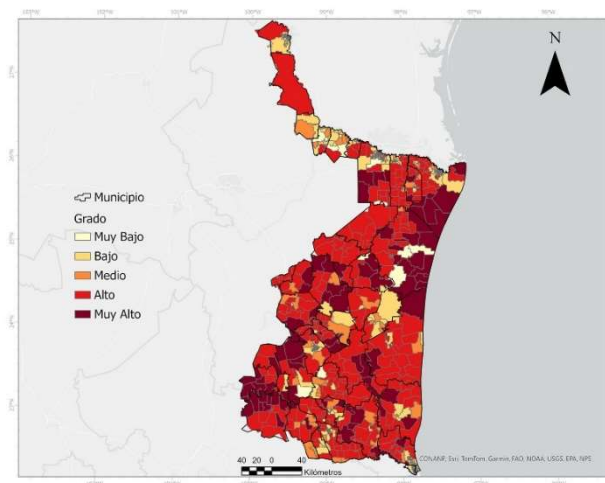 N
Municipio
Grado
Muy Bajo
Bajo
Medio
Alto
Muy Alto
40 20 0 40
Kilómetros
CONANP, Esri, TomTom, Garmin, FAO, NOAA, USGS, EPA, NPS